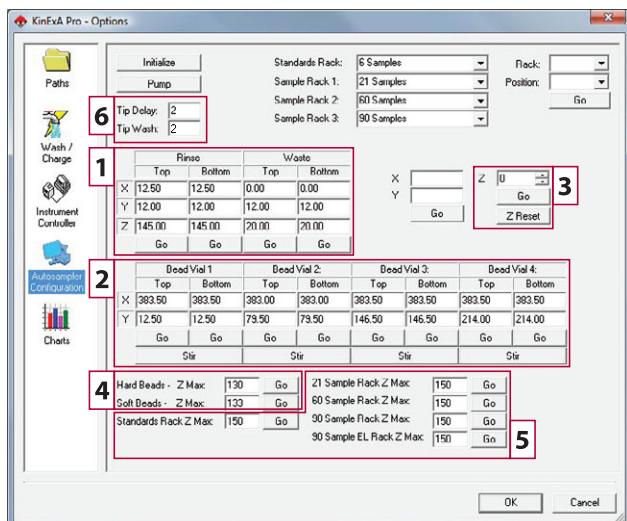 KinExA Pro - Options
Paths
Wash /
Charge
Instrument
Controller
Autosampler
Configuration
Charts
Initialize
Pump
Standards Rack: 6 Samples
Sample Rack 1: 21 Samples
Sample Rack 2: 60 Samples
Sample Rack 3: 90 Samples
Rack:
Position:
Go
6
Tip Delay: 2
Tip Wash: 2
1
Rinse Waste
Top Bottom Top Bottom
X 12.50 12.50 0.00 0.00
Y 12.00 12.00 12.00 12.00
Z 145.00 145.00 20.00 20.00
Go Go Go Go
X
Y
Go
Z 0
Go
Z Reset
3
2
Bead Vial 1 Bead Vial 2: Bead Vial 3: Bead Vial 4:
Top Bottom Top Bottom Top Bottom Top Bottom
X 383.50 383.50 383.00 383.00 383.50 383.50 383.50 383.50
Y 12.50 12.50 79.50 79.50 146.50 146.50 214.00 214.00
Go Go Go Go Go Go Go Go
Stir Stir Stir Stir
4
Hard Beads - Z Max: 130 Go
Soft Beads - Z Max: 133 Go
Standards Rack Z Max: 150 Go
21 Sample Rack Z Max: 150 Go
60 Sample Rack Z Max: 150 Go
90 Sample Rack Z Max: 150 Go
90 Sample EL Rack Z Max: 150 Go
5
OK Cancel